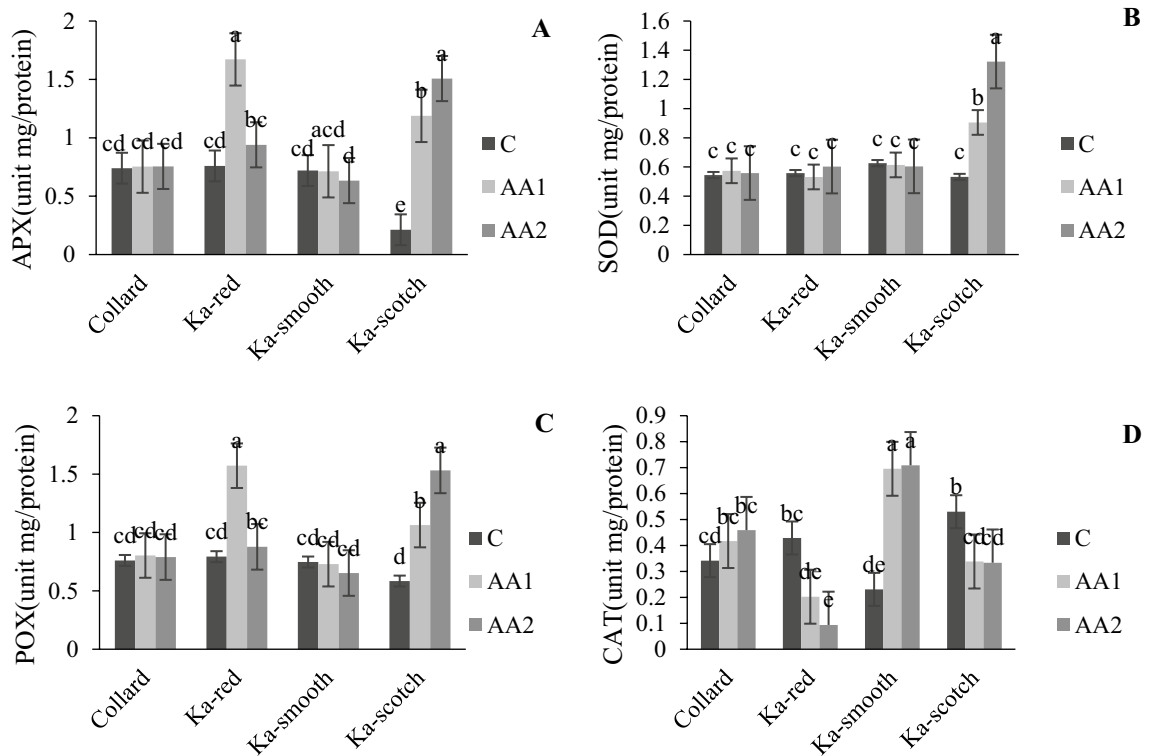 A
APX(unit mg/protein)
2
1.5
1
0.5
0
cd cd cd
cd a bc
cd acd d
e b a
Collard
Ka-red
Ka-smooth
Ka-scotch
C
AA1
AA2
B
SOD(unit mg/protein)
1.6
1.4
1.2
1
0.8
0.6
0.4
0.2
0
c c c
c c c
c c c
c b a
Collard
Ka-red
Ka-smooth
Ka-scotch
C
AA1
AA2
C
POX(unit mg/protein)
2
1.5
1
0.5
0
cd cd cd
cd a bc
cd cd cd
d b a
Collard
Ka-red
Ka-smooth
Ka-scotch
C
AA1
AA2
D
CAT(unit mg/protein)
0.9
0.8
0.7
0.6
0.5
0.4
0.3
0.2
0.1
0
cd bc bc
bc de e
de a a
b cd cd
Collard
Ka-red
Ka-smooth
Ka-scotch
C
AA1
AA2